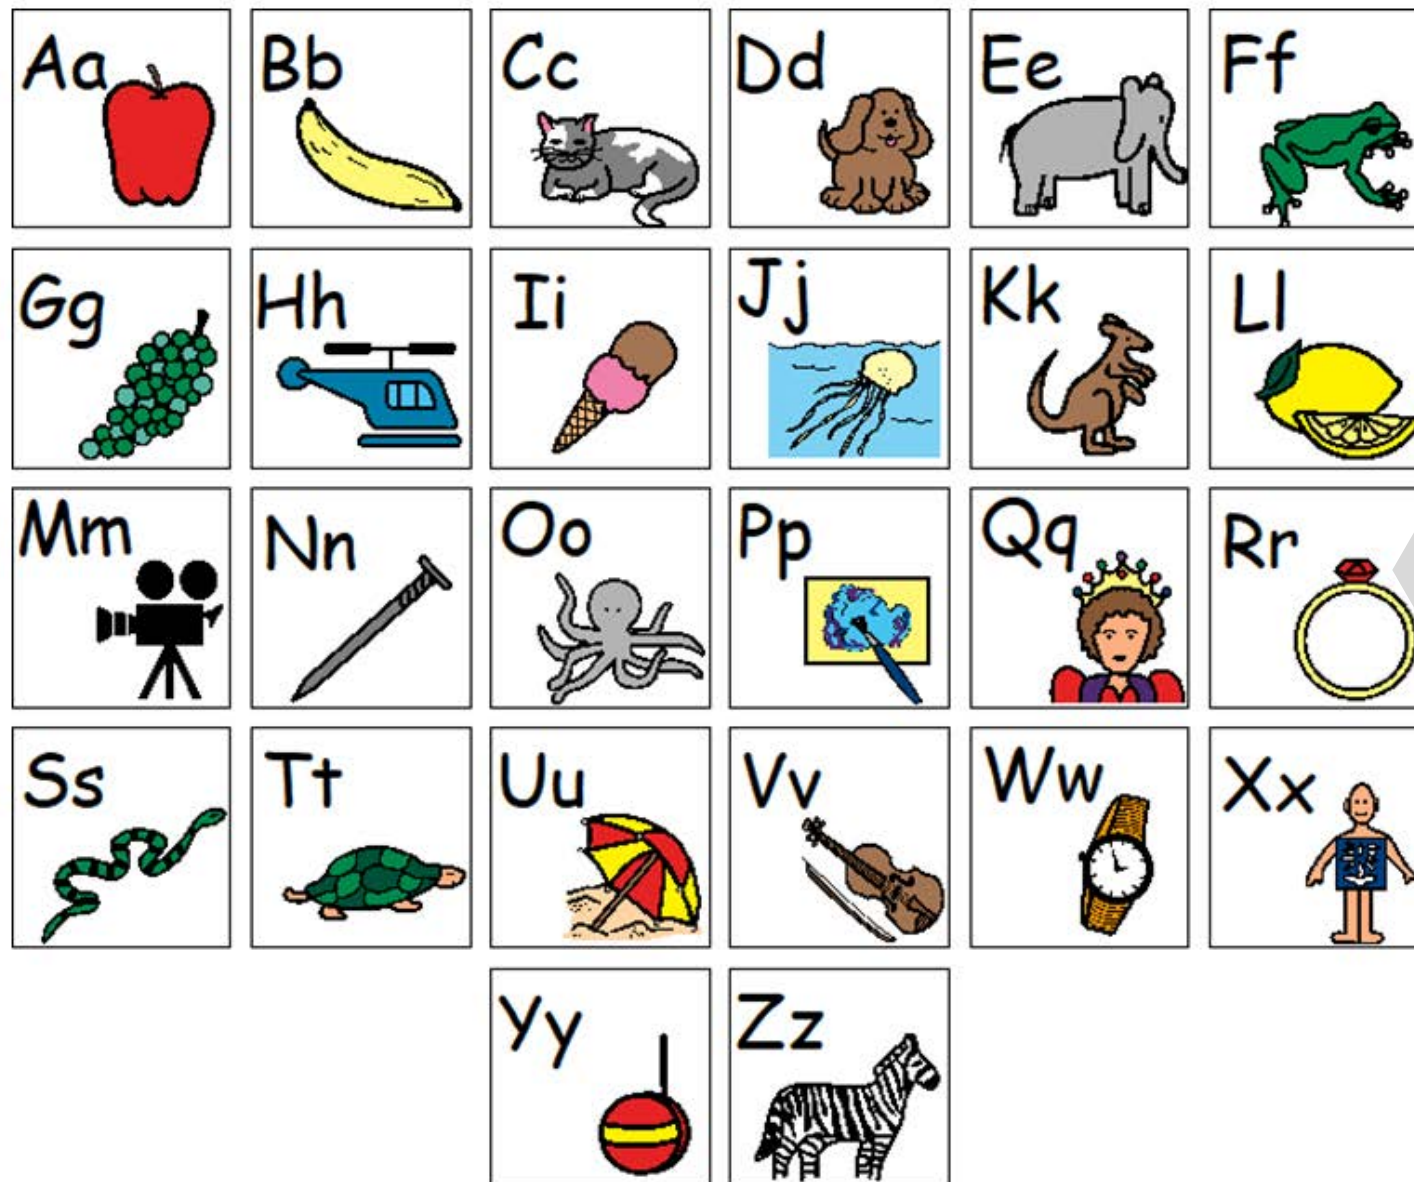 Aa Bb Cc Dd Ee Ff
Gg Hh Ii Jj Kk Ll
Mm Nn Oo Pp Qq Rr
Ss Tt Uu Vv Ww Xx
Yy Zz